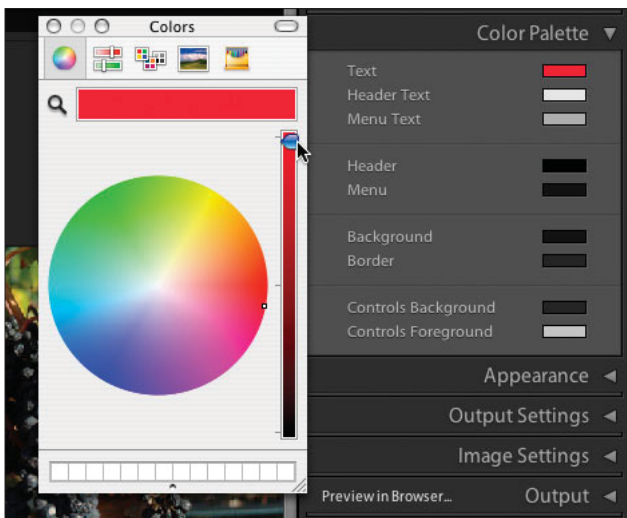 Colors
Color Palette
Text
Header Text
Menu Text
Header
Menu
Background
Border
Controls Background
Controls Foreground
Appearance
Output Settings
Image Settings
Preview in Browser...
Output